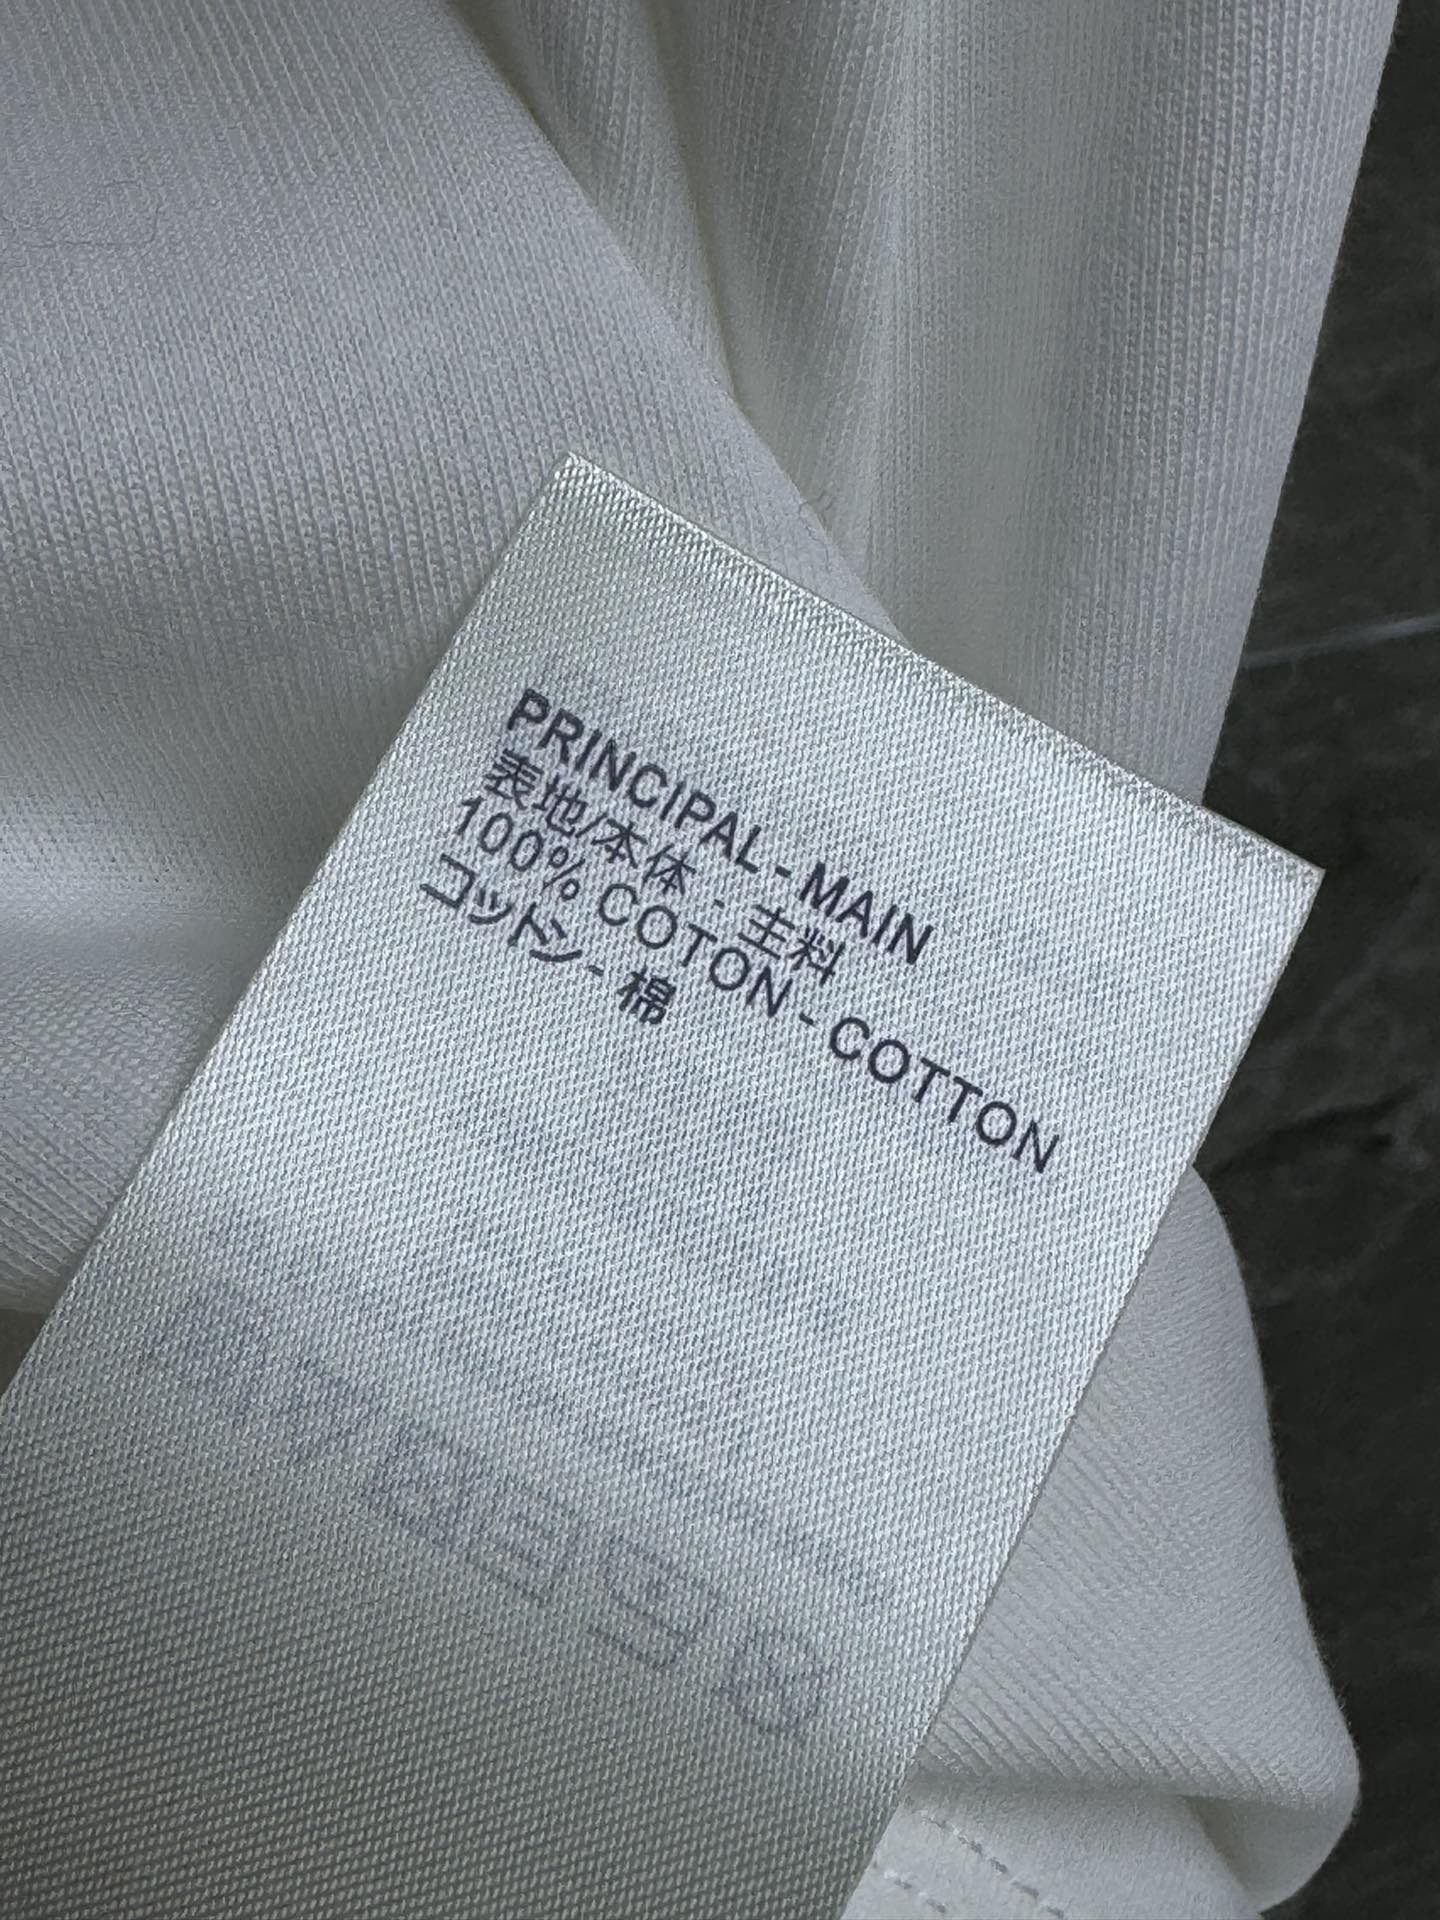 PRINCIPAL - MAIN
表地/本体 - 主料
100% COTON - COTTON
コットン - 棉